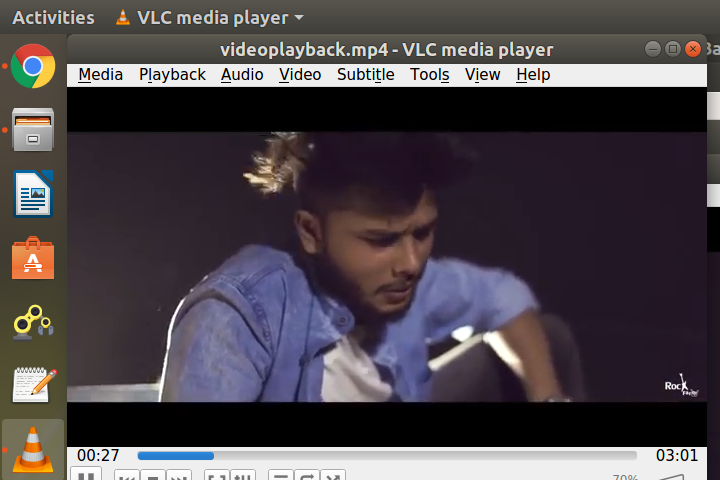 Activities VLC media player
videoplayback.mp4 - VLC media player
Media Playback Audio Video Subtitle Tools View Help
Rock
00:27 03:01
70%